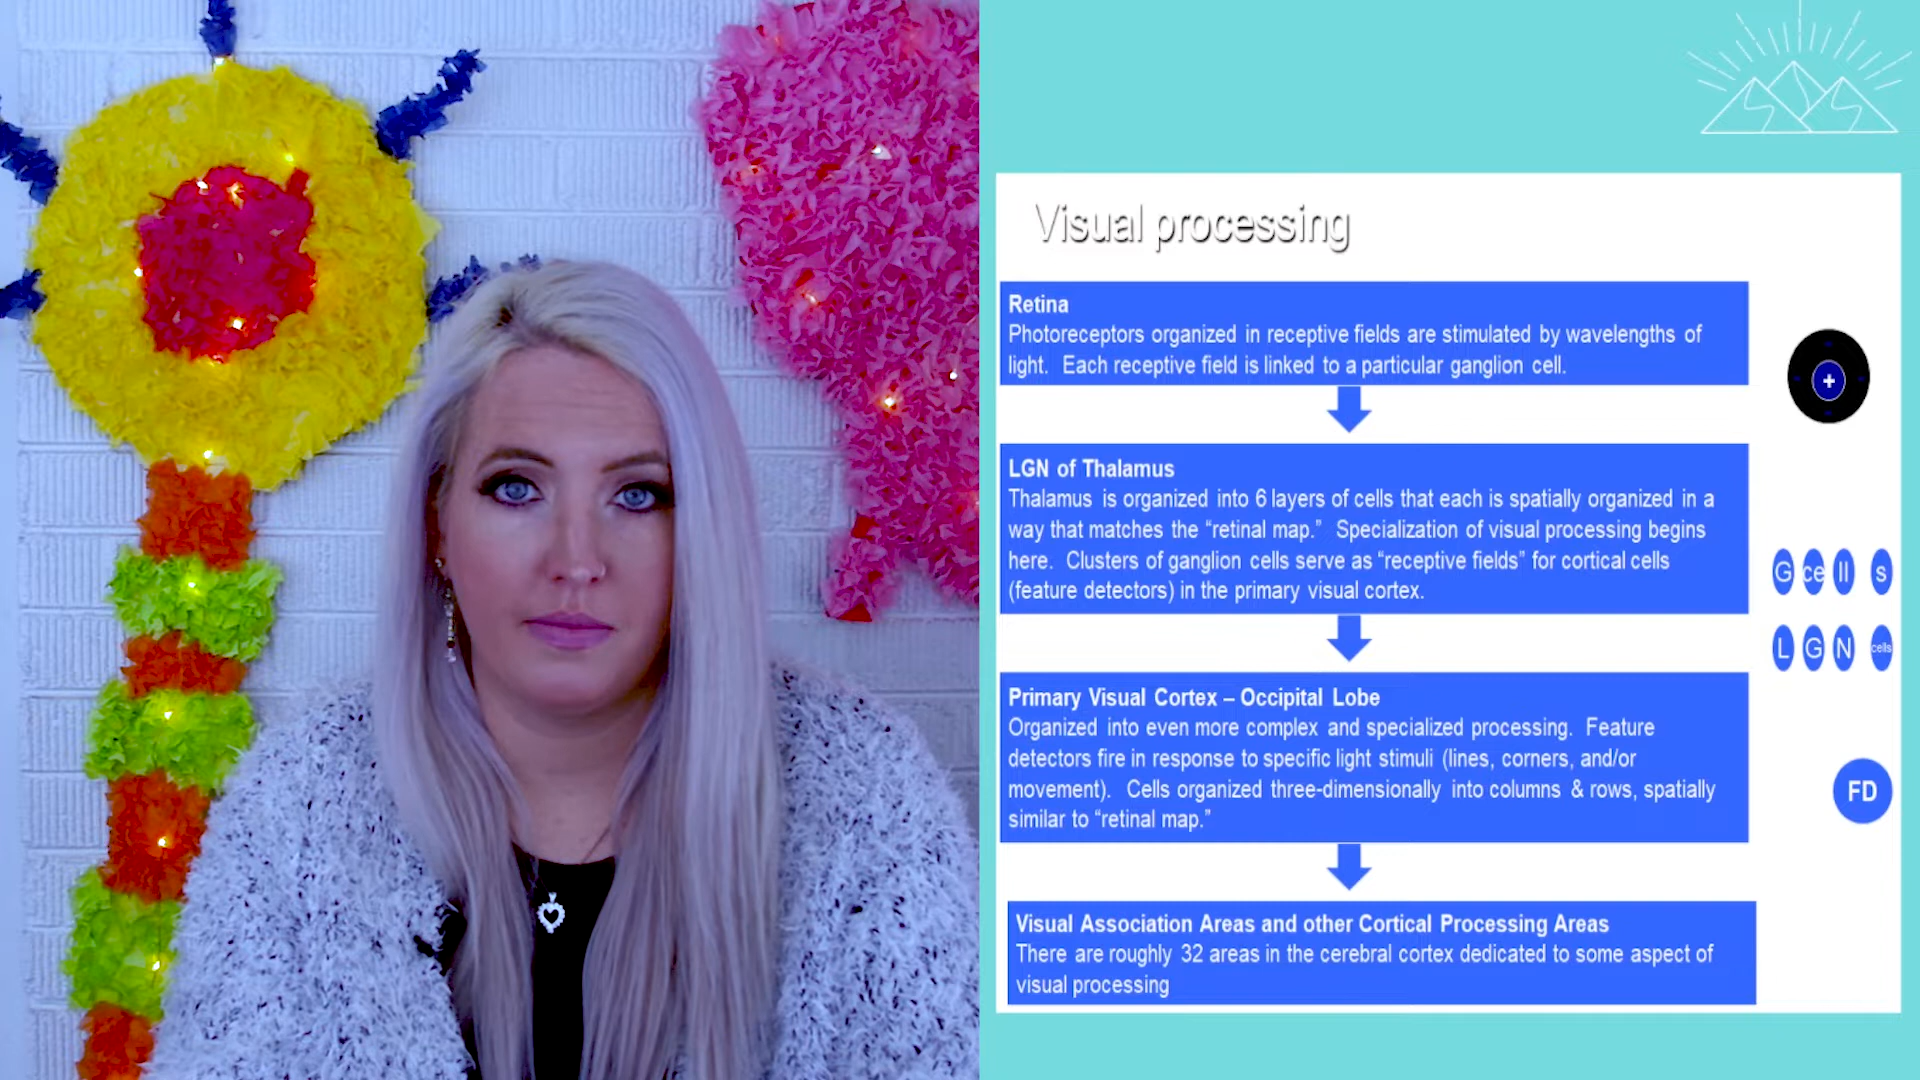 Visual processing
Retina
Photoreceptors organized in receptive fields are stimulated by wavelengths of
light. Each receptive field is linked to a particular ganglion cell.
+
LGN of Thalamus
Thalamus is organized into 6 layers of cells that each is spatially organized in a
way that matches the “retinal map.” Specialization of visual processing begins
here. Clusters of ganglion cells serve as “receptive fields” for cortical cells
(feature detectors) in the primary visual cortex.
G ce ll s
L G N cells
Primary Visual Cortex – Occipital Lobe
Organized into even more complex and specialized processing. Feature
detectors fire in response to specific light stimuli (lines, corners, and/or
movement). Cells organized three-dimensionally into columns & rows, spatially
similar to “retinal map.”
FD
Visual Association Areas and other Cortical Processing Areas
There are roughly 32 areas in the cerebral cortex dedicated to some aspect of
visual processing